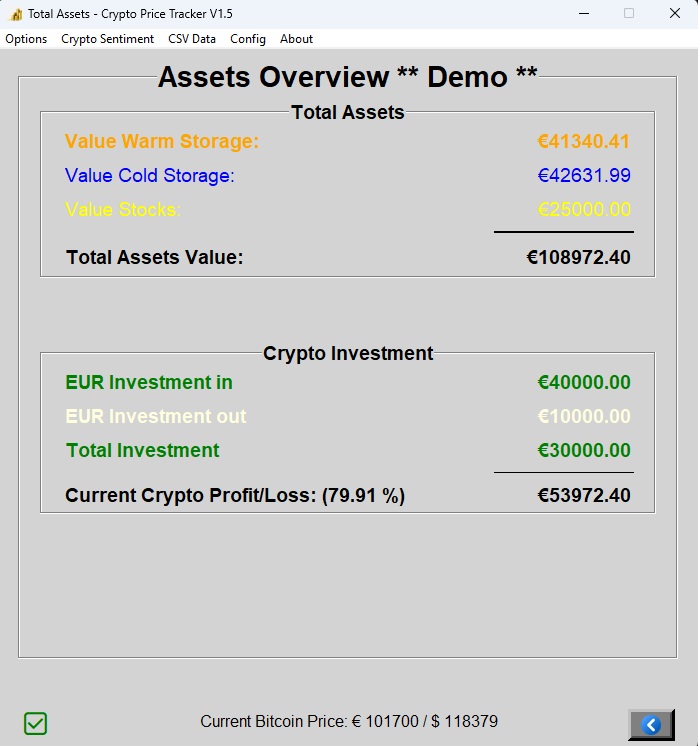 Total Assets - Crypto Price Tracker V1.5
Options Crypto Sentiment CSV Data Config About
Assets Overview ** Demo **
Total Assets
Value Warm Storage: €41340.41
Value Cold Storage: €42631.99
Value Stocks: €25000.00
Total Assets Value: €108972.40
Crypto Investment
EUR Investment in €40000.00
EUR Investment out €10000.00
Total Investment €30000.00
Current Crypto Profit/Loss: (79.91 %) €53972.40
Current Bitcoin Price: € 101700 / $ 118379